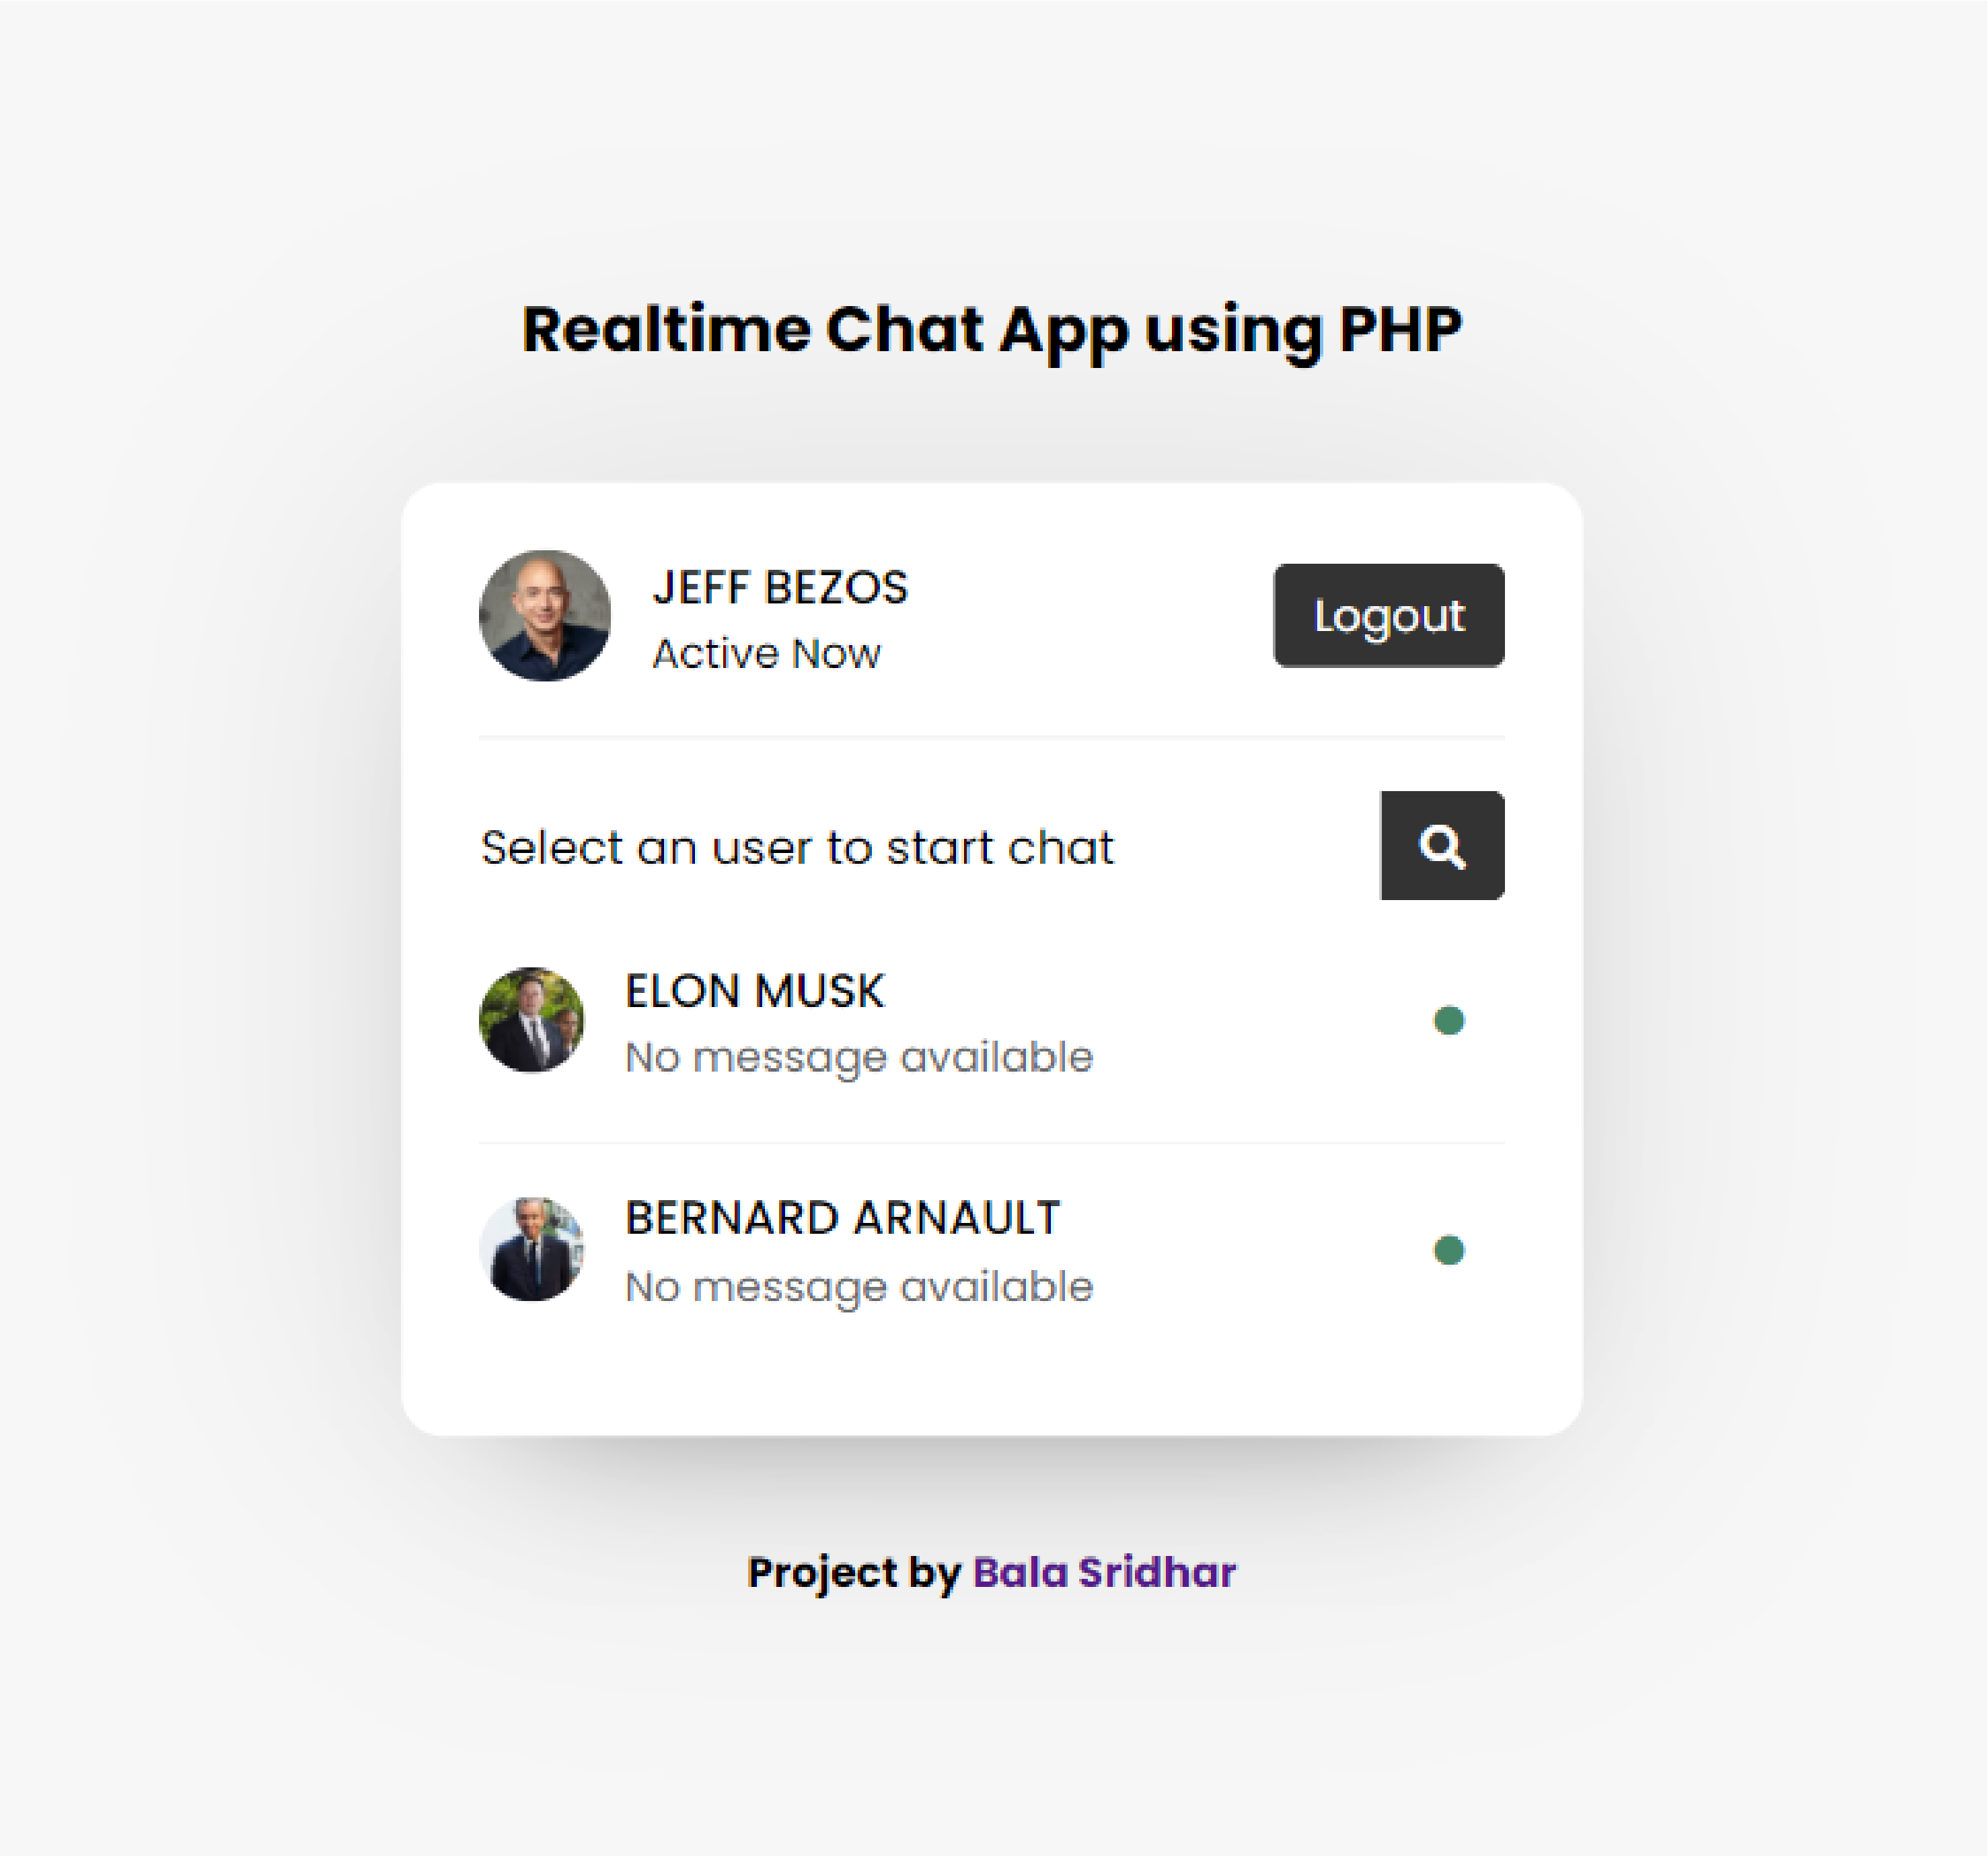 Realtime Chat App using PHP
JEFF BEZOS
Active Now
Logout
Select an user to start chat
ELON MUSK
No message available
BERNARD ARNAULT
No message available
Project by Bala Sridhar